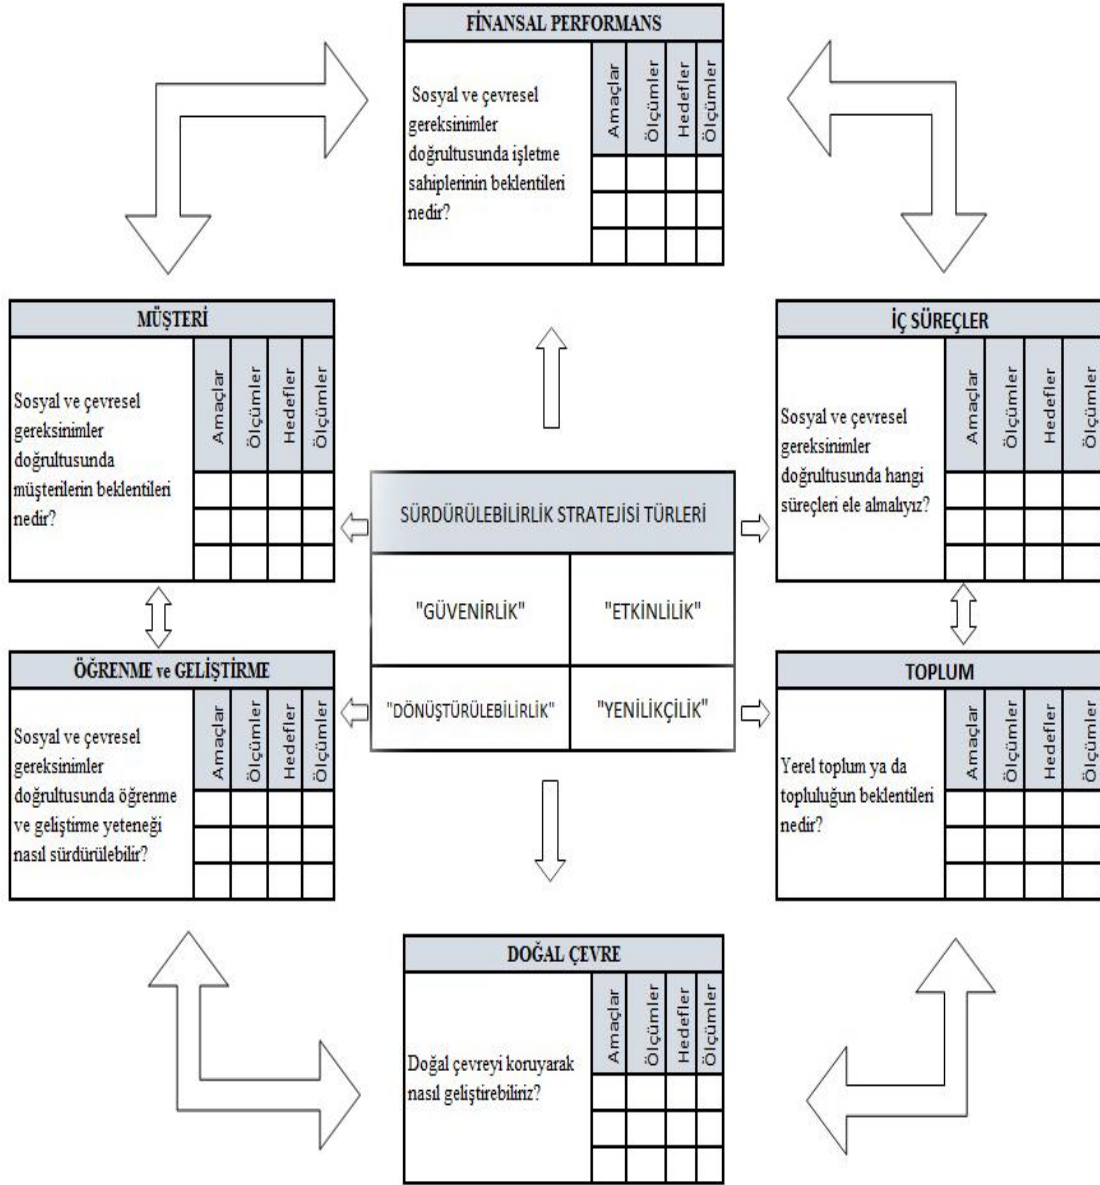 FİNANSAL PERFORMANS
Sosyal ve çevresel
gereksinimler
doğrultusunda işletme
sahiplerinin beklentileri
nedir?
Amaçlar
Ölçümler
Hedefler
Ölçümler
MÜŞTERİ
Sosyal ve çevresel
gereksinimler
doğrultusunda
müşterilerin beklentileri
nedir?
Amaçlar
Ölçümler
Hedefler
Ölçümler
İÇ SÜREÇLER
Sosyal ve çevresel
gereksinimler
doğrultusunda hangi
süreçleri ele almalıyız?
Amaçlar
Ölçümler
Hedefler
Ölçümler
SÜRDÜRÜLEBİLİRLİK STRATEJİSİ TÜRLERİ
"GÜVENİRLİK"
"ETKİNLİLİK"
"DÖNÜŞTÜRÜLEBİLİRLİK"
"YENİLİKÇİLİK"
ÖĞRENME ve GELİŞTİRME
Sosyal ve çevresel
gereksinimler
doğrultusunda öğrenme
ve geliştirme yeteneği
nasıl sürdürülebilir?
Amaçlar
Ölçümler
Hedefler
Ölçümler
TOPLUM
Yerel toplum ya da
topluluğun beklentileri
nedir?
Amaçlar
Ölçümler
Hedefler
Ölçümler
DOĞAL ÇEVRE
Doğal çevreyi koruyarak
nasıl geliştirebiliriz?
Amaçlar
Ölçümler
Hedefler
Ölçümler